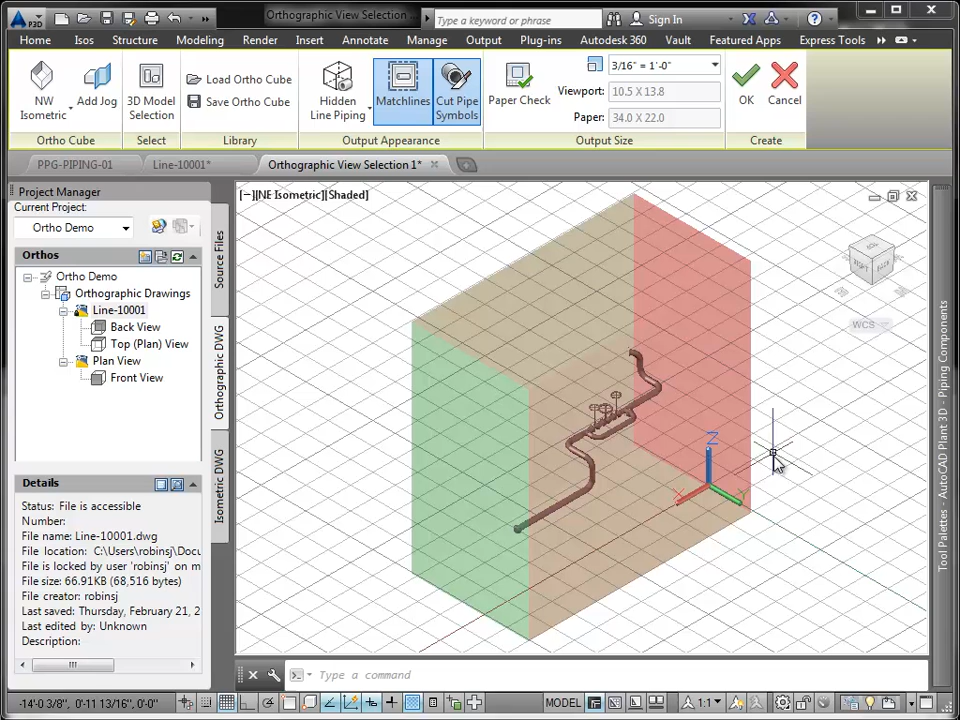 P3D
Orthographic View Selection ...
Type a keyword or phrase
Sign In
Home Isos Structure Modeling Render Insert Annotate Manage Output Plug-ins Autodesk 360 Vault Featured Apps Express Tools
NW
Isometric
Add Jog
3D Model
Selection
Load Ortho Cube
Save Ortho Cube
Hidden
Line Piping
Matchlines
Cut Pipe
Symbols
Paper Check
3/16" = 1'-0"
Viewport: 10.5 X 13.8
Paper: 34.0 X 22.0
OK
Cancel
Ortho Cube Select Library Output Appearance Output Size Create
PPG-PIPING-01 Line-10001* Orthographic View Selection 1*
Project Manager
Current Project:
Ortho Demo
Orthos
Ortho Demo
Orthographic Drawings
Line-10001
Back View
Top (Plan) View
Plan View
Front View
Details
Status: File is accessible
Number:
File name: Line-10001.dwg
File location: C:\Users\robinsj\Docu
File is locked by user 'robinsj' on m
File size: 66.91KB (68,516 bytes)
File creator: robinsj
Last saved: Thursday, February 21, 2
Last edited by: Unknown
Description:
Source Files
Orthographic DWG
Isometric DWG
[−][NE Isometric][Shaded]
WCS
Z
X
Y
Tool Palettes - AutoCAD Plant 3D - Piping Components
Type a command
-14'-0 3/8", 0'-11 13/16", 0'-0"
MODEL
1:1